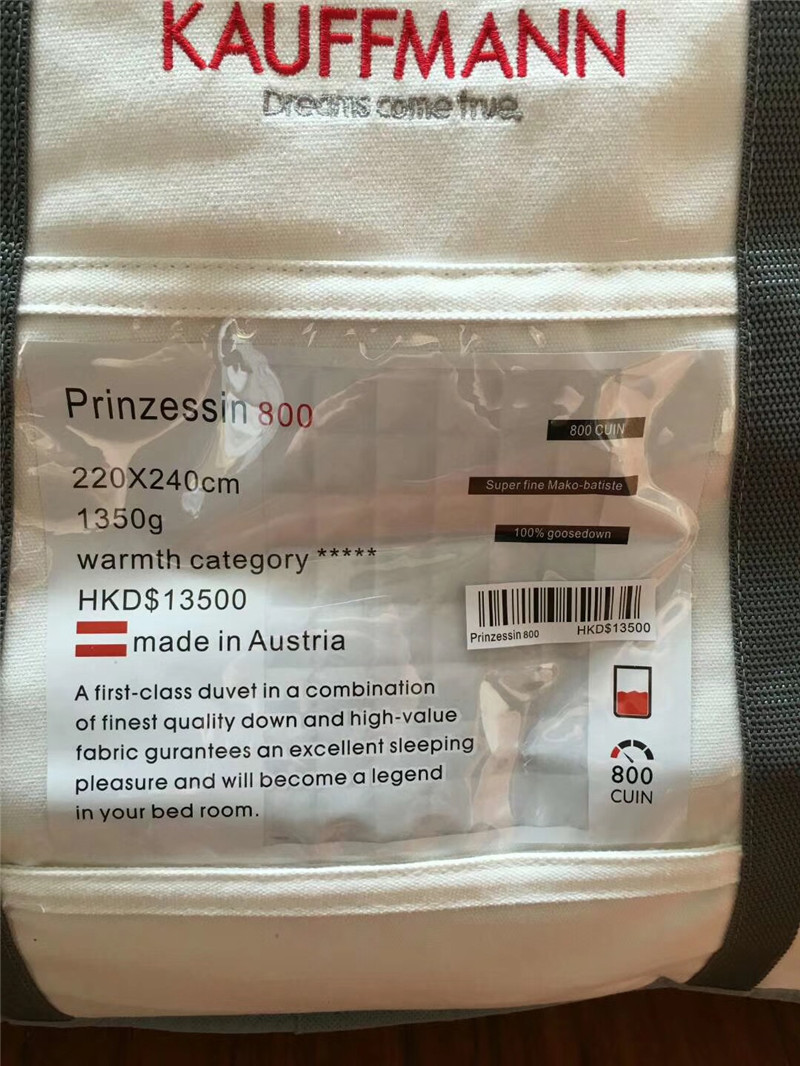 KAUFFMANN
Dreams come true.
Prinzessin 800
220X240cm
1350g
warmth category *****
HKD$13500
made in Austria
A first-class duvet in a combination
of finest quality down and high-value
fabric gurantees an excellent sleeping
pleasure and will become a legend
in your bed room.
800 CUIN
Super fine Mako-batiste
100% goosedown
Prinzessin 800 HKD$13500
800
CUIN